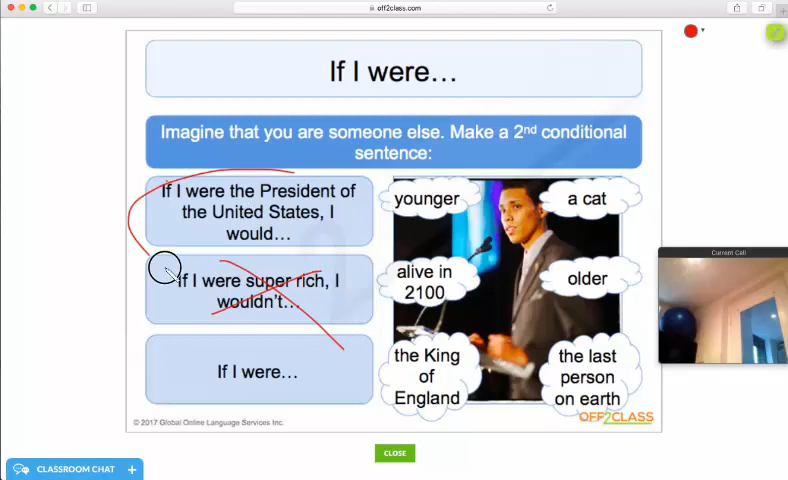 off2class.com
If I were…
Imagine that you are someone else. Make a 2nd conditional
sentence:
If I were the President of
the United States, I
would…
If I were super rich, I
wouldn't…
If I were…
younger
a cat
alive in
2100
older
the King
of
England
the last
person
on earth
© 2017 Global Online Language Services Inc.
OFF2CLASS
Current Call
CLOSE
CLASSROOM CHAT +